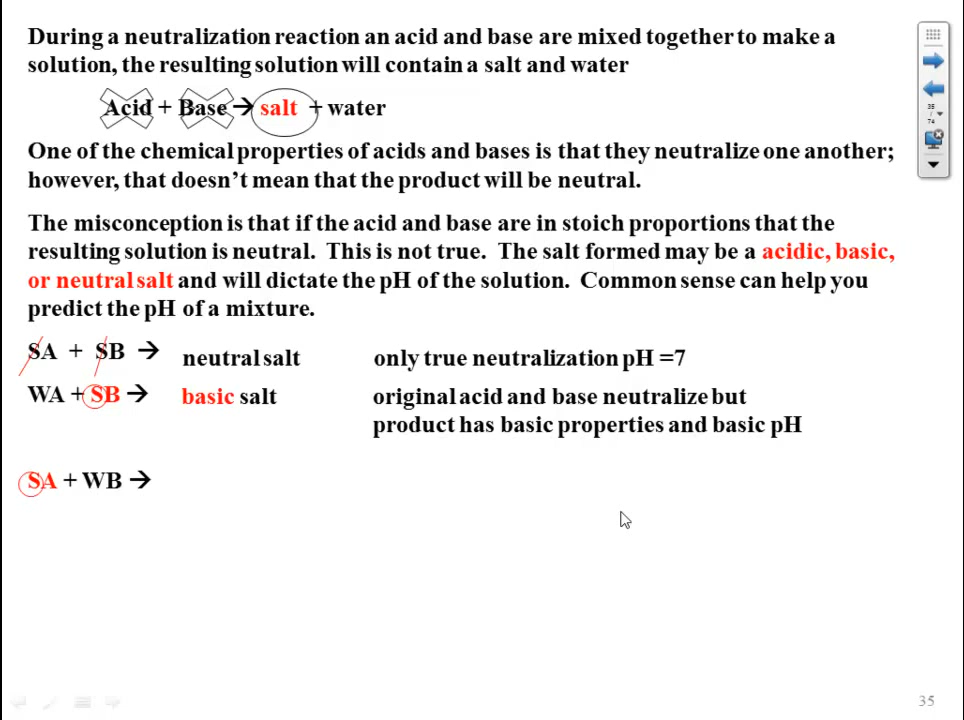 During a neutralization reaction an acid and base are mixed together to make a
solution, the resulting solution will contain a salt and water
Acid + Base → salt + water
One of the chemical properties of acids and bases is that they neutralize one another;
however, that doesn't mean that the product will be neutral.
The misconception is that if the acid and base are in stoich proportions that the
resulting solution is neutral. This is not true. The salt formed may be a acidic, basic,
or neutral salt and will dictate the pH of the solution. Common sense can help you
predict the pH of a mixture.
SA + SB → neutral salt only true neutralization pH =7
WA + SB → basic salt original acid and base neutralize but
product has basic properties and basic pH
SA + WB →
35
/
74
35